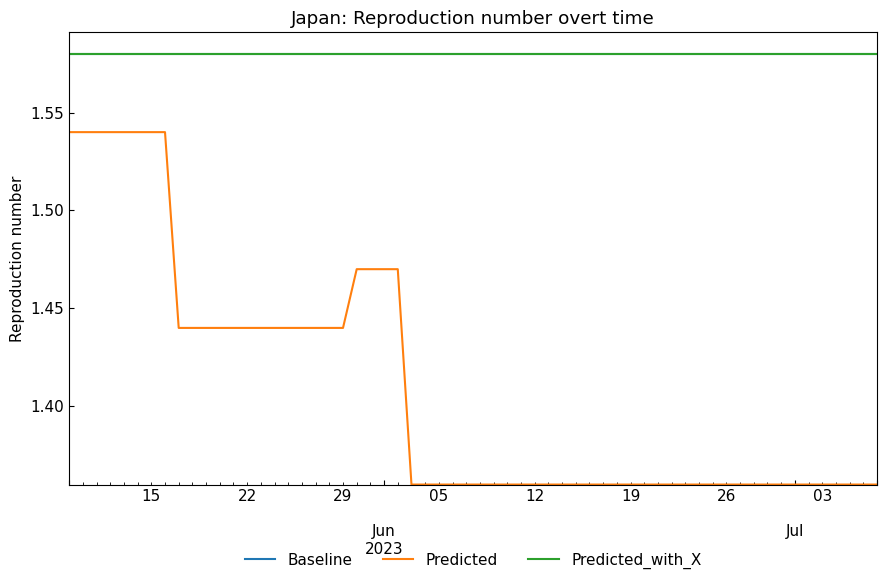 Japan: Reproduction number overt time
Reproduction number
1.55
1.50
1.45
1.40
15 22 29 05 12 19 26 03
Jun Jul
2023
Baseline Predicted Predicted_with_X